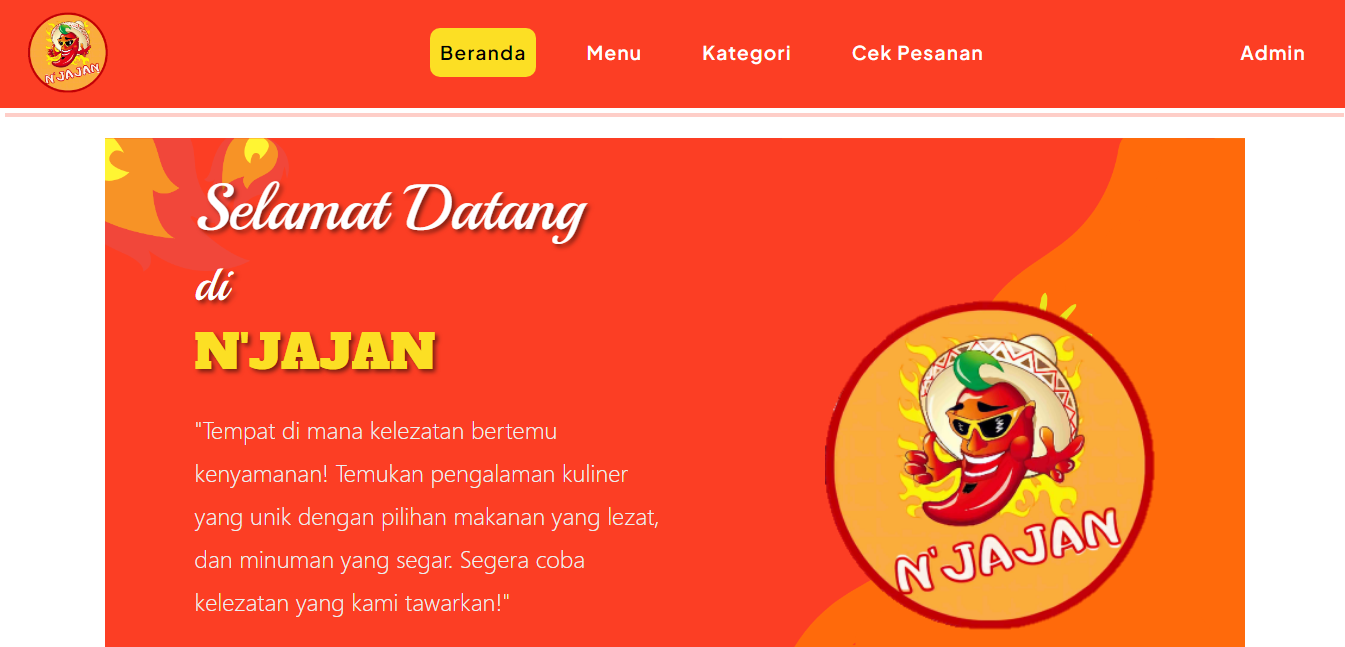 N'JAJAN
Beranda
Menu
Kategori
Cek Pesanan
Admin
Selamat Datang
di
N'JAJAN
"Tempat di mana kelezatan bertemu
kenyamanan! Temukan pengalaman kuliner
yang unik dengan pilihan makanan yang lezat,
dan minuman yang segar. Segera coba
kelezatan yang kami tawarkan!"
N'JAJAN